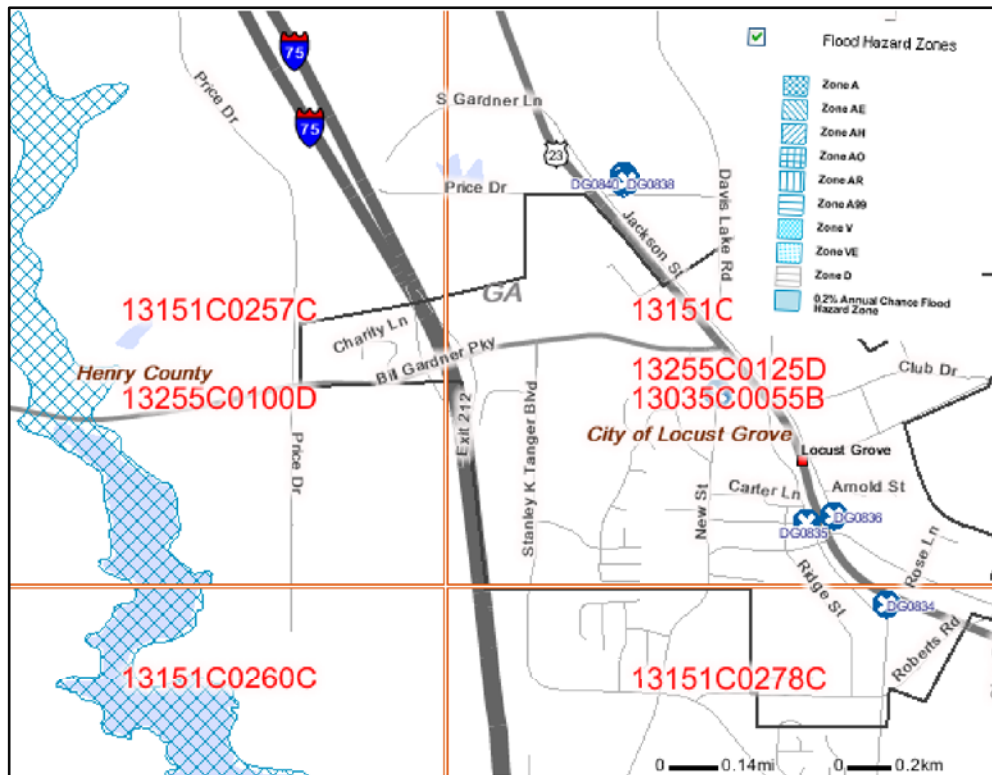 75
Flood Hazard Zones
Price Dr
Zone A
S Gardner Ln
Zone AE
75
Zone AH
23
Zone AO
DG0840 DG0838
Zone AR
Price Dr
Davis Lake Rd
Zone A99
Jackson St
Zone V
Zone VE
Zone D
GA
0.2% Annual Chance Flood
Hazard Zone
13151C0257C
13151C
Charity Ln
Bill Gardner Pky
13255C0125D
Club Dr
Henry County
13255C0100D
13035C0055B
Exit 212
Stanley K Tanger Blvd
City of Locust Grove
Locust Grove
Price Dr
New St
Carter Ln
Arnold St
DG0836
DG0835
Rose Ln
Ridge St
DG0834
Roberts Rd
13151C0260C
13151C0278C
0 0.14mi 0 0.2km